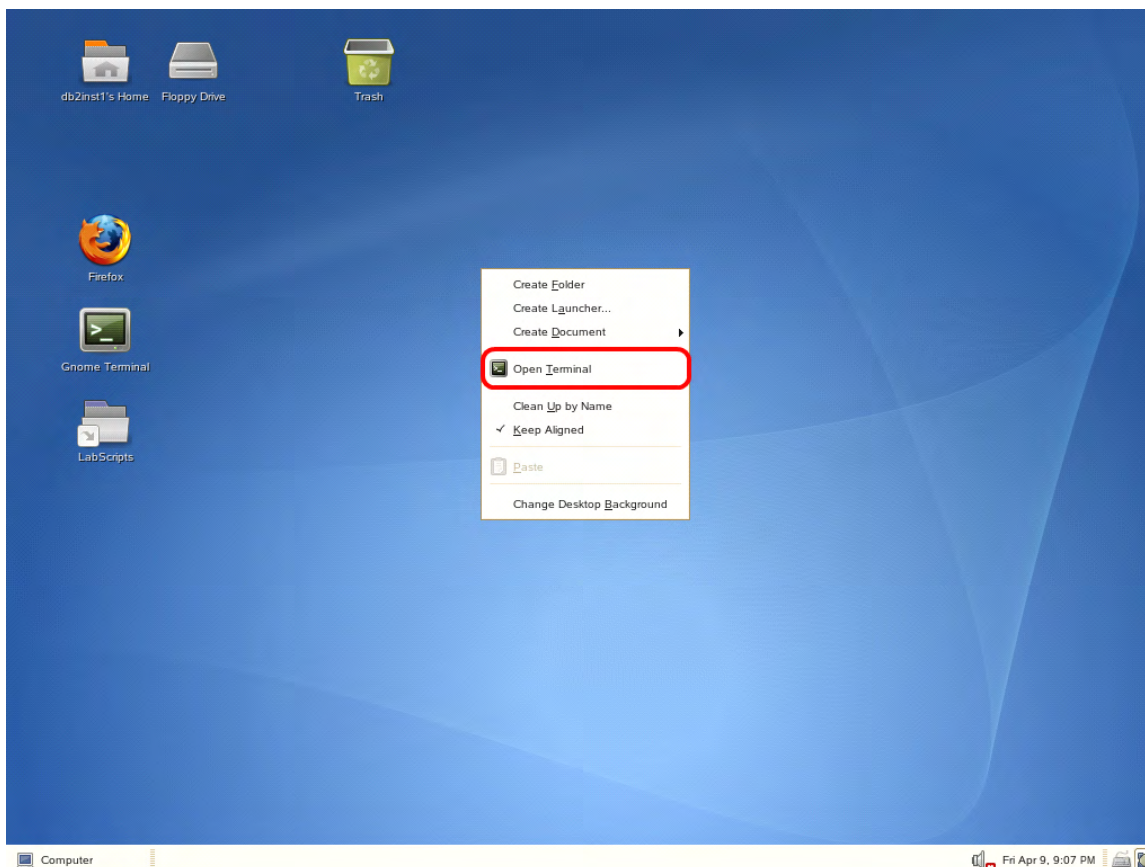 db2inst1's Home
Floppy Drive
Trash
Firefox
Gnome Terminal
LabScripts
Create Folder
Create Launcher...
Create Document
Open Terminal
Clean Up by Name
Keep Aligned
Paste
Change Desktop Background
Computer
Fri Apr 9, 9:07 PM